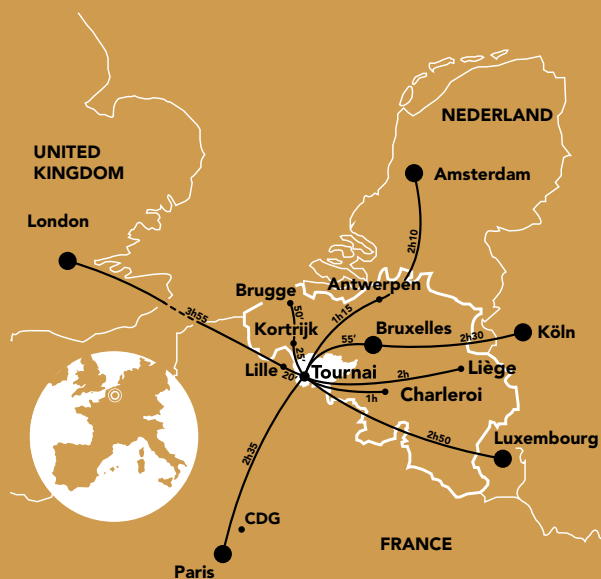 NEDERLAND
UNITED
KINGDOM
Amsterdam
London
2h10
Antwerpen
Brugge
3h55
50'
1h15
Kortrijk
Bruxelles
Köln
55'
2h30
25'
Lille
20'
Tournai
2h
Liège
1h
Charleroi
2h50
Luxembourg
2h35
CDG
FRANCE
Paris